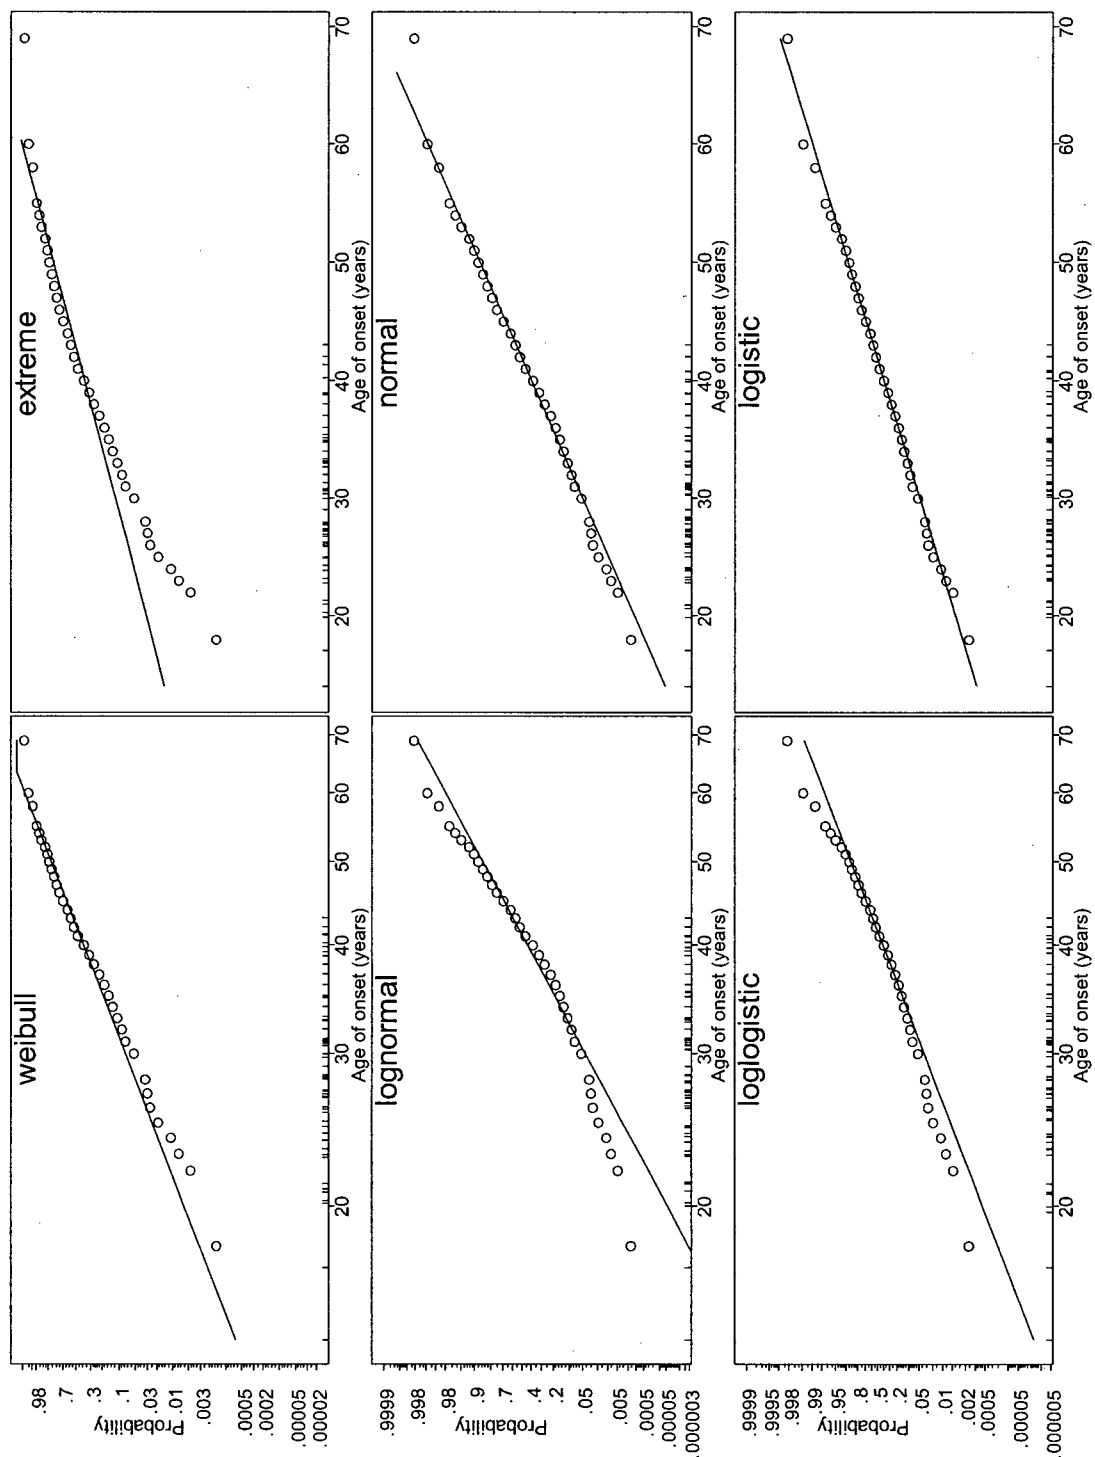 weibull
extreme
Probability
.98
.7
.3
.1
.03
.01
.003
.0005
.0002
.00005
.00002
20 30 40 50 60 70
20 30 40 50 60 70
Age of onset (years)
Age of onset (years)
lognormal
normal
Probability
.9999
.998
.98
.9
.7
.4
.2
.05
.005
.0005
.000003
20 30 40 50 60 70
20 30 40 50 60 70
Age of onset (years)
Age of onset (years)
loglogistic
logistic
Probability
.9999
.9995
.998
.99
.95
.8
.5
.2
.05
.01
.002
.0005
.00005
.000005
20 30 40 50 60 70
20 30 40 50 60 70
Age of onset (years)
Age of onset (years)